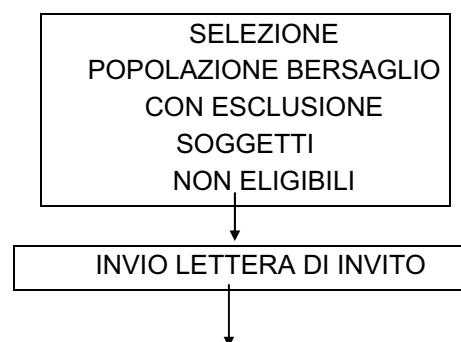 SELEZIONE
POPOLAZIONE BERSAGLIO
CON ESCLUSIONE
SOGGETTI
NON ELIGIBILI
INVIO LETTERA DI INVITO